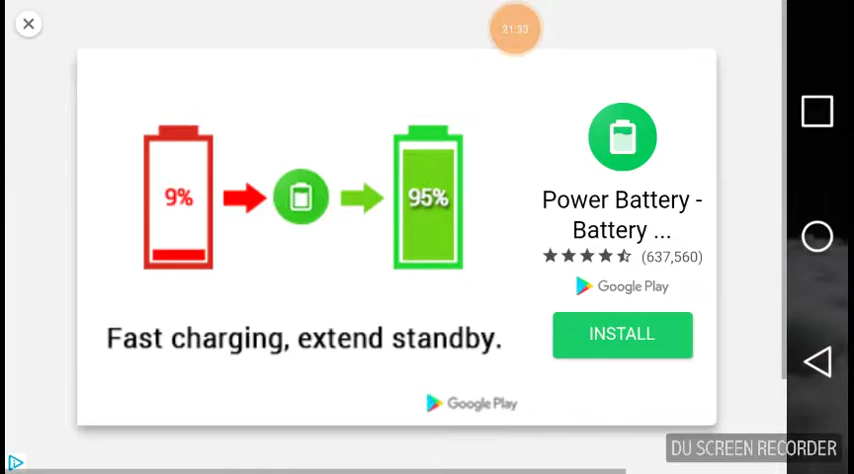 21:33
9%
95%
Fast charging, extend standby.
Google Play
Power Battery -
Battery ...
(637,560)
Google Play
INSTALL
DU SCREEN RECORDER